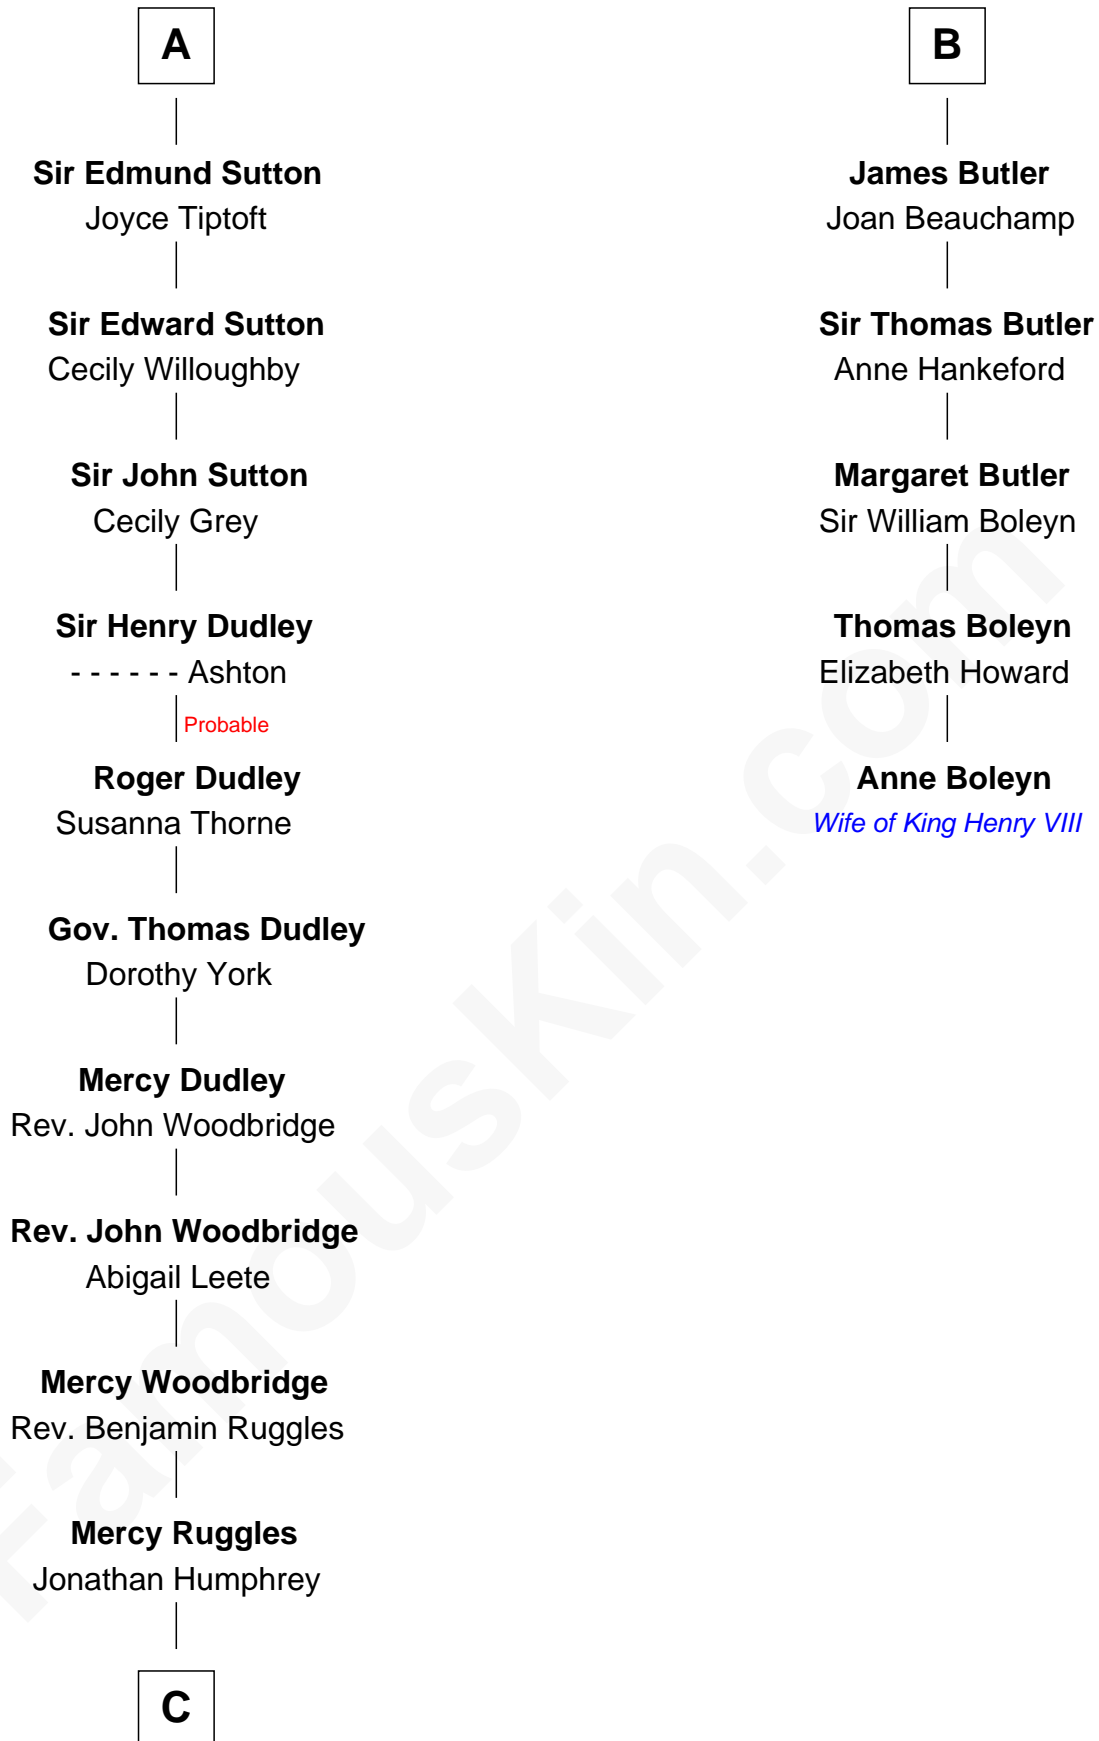 A
Sir Edmund Sutton
Joyce Tiptoft
Sir Edward Sutton
Cecily Willoughby
Sir John Sutton
Cecily Grey
Sir Henry Dudley
- - - - - - Ashton
Probable
Roger Dudley
Susanna Thorne
Gov. Thomas Dudley
Dorothy York
Mercy Dudley
Rev. John Woodbridge
Rev. John Woodbridge
Abigail Leete
Mercy Woodbridge
Rev. Benjamin Ruggles
Mercy Ruggles
Jonathan Humphrey
C
B
James Butler
Joan Beauchamp
Sir Thomas Butler
Anne Hankeford
Margaret Butler
Sir William Boleyn
Thomas Boleyn
Elizabeth Howard
Anne Boleyn
Wife of King Henry VIII
FamousKin.com